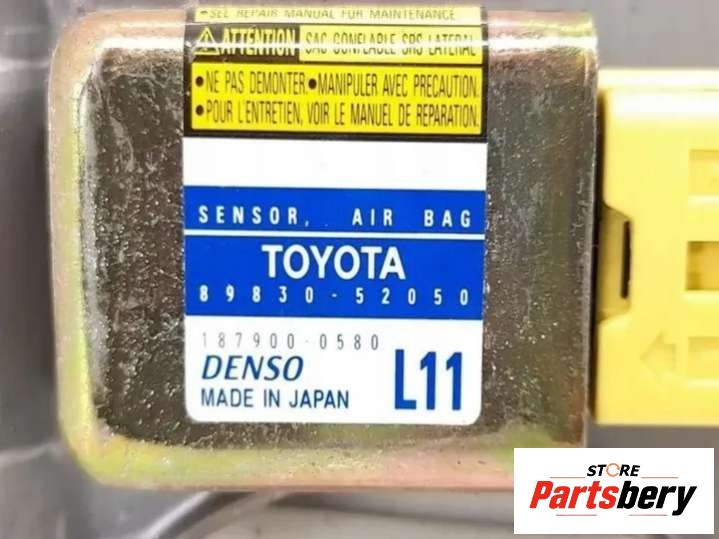 •SEE REPAIR MANUAL FOR MAINTENANCE
ATTENTION SAC GONFLABLE SRS LATERAL
•NE PAS DEMONTER.•MANIPULER AVEC PRECAUTION.
•POUR L'ENTRETIEN, VOIR LE MANUEL DE REPARATION.
SENSOR, AIR BAG
TOYOTA
89830-52050
187900-0580
DENSO L11
MADE IN JAPAN
STORE
Partsbery